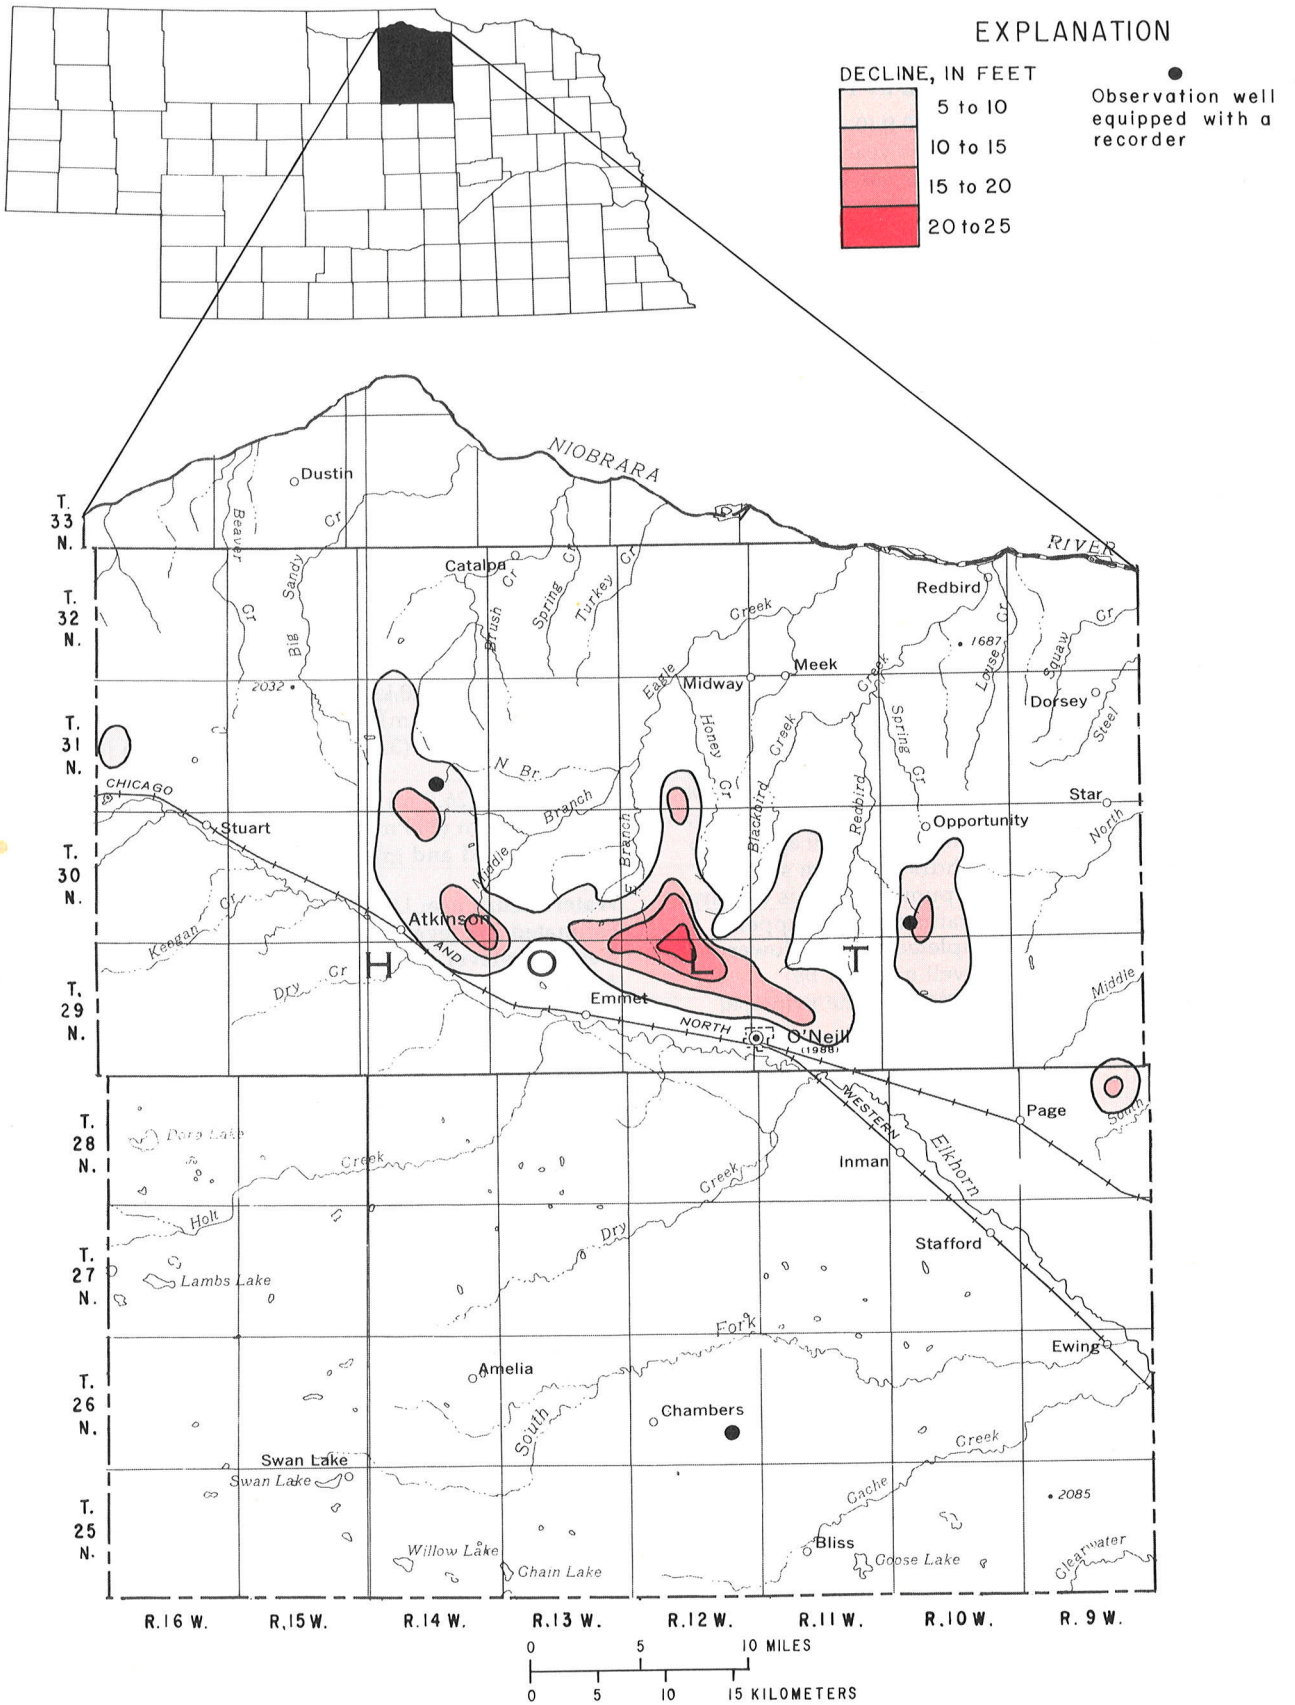 EXPLANATION
DECLINE, IN FEET
5 to 10
10 to 15
15 to 20
20 to 25
Observation well
equipped with a
recorder
NIOBRARA
RIVER
T.
33
N.
Dustin
Beaver
Gr
Big
Sandy
Cr
Catalpa
Brush
Cr
Spring
Cr
Turkey
Cr
Redbird
T.
32
N.
Eagle
Creek
1687
Louse
Cr
Squaw
Cr
Midway
Meek
Creek
2032
Dorsey
Steel
T.
31
N.
Honey
Cr
Blackbird
Creek
Redbird
Spring
Cr
N Br
Middle
Branch
E
Branch
CHICAGO
Stuart
Star
North
Opportunity
T.
30
N.
Keegan
Cr
Atkinson
AND
H
O
L
T
Dry
Cr
T.
29
N.
Emmet
NORTH
O'Neill
(1988)
Middle
WESTERN
Page
South
T.
28
N.
Dora Lake
Holt
Creek
Inman
Elkhorn
Dry
Creek
Stafford
T.
27
N.
Lambs Lake
South
Fork
Ewing
T.
26
N.
Amelia
Chambers
Swan Lake
Swan Lake
Cache
Creek
2085
T.
25
N.
Willow Lake
Chain Lake
Bliss
Goose Lake
Clearwater
R.16 W.
R.15 W.
R.14 W.
R.13 W.
R.12 W.
R.11 W.
R.10 W.
R. 9 W.
0 5 10 MILES
0 5 10 15 KILOMETERS